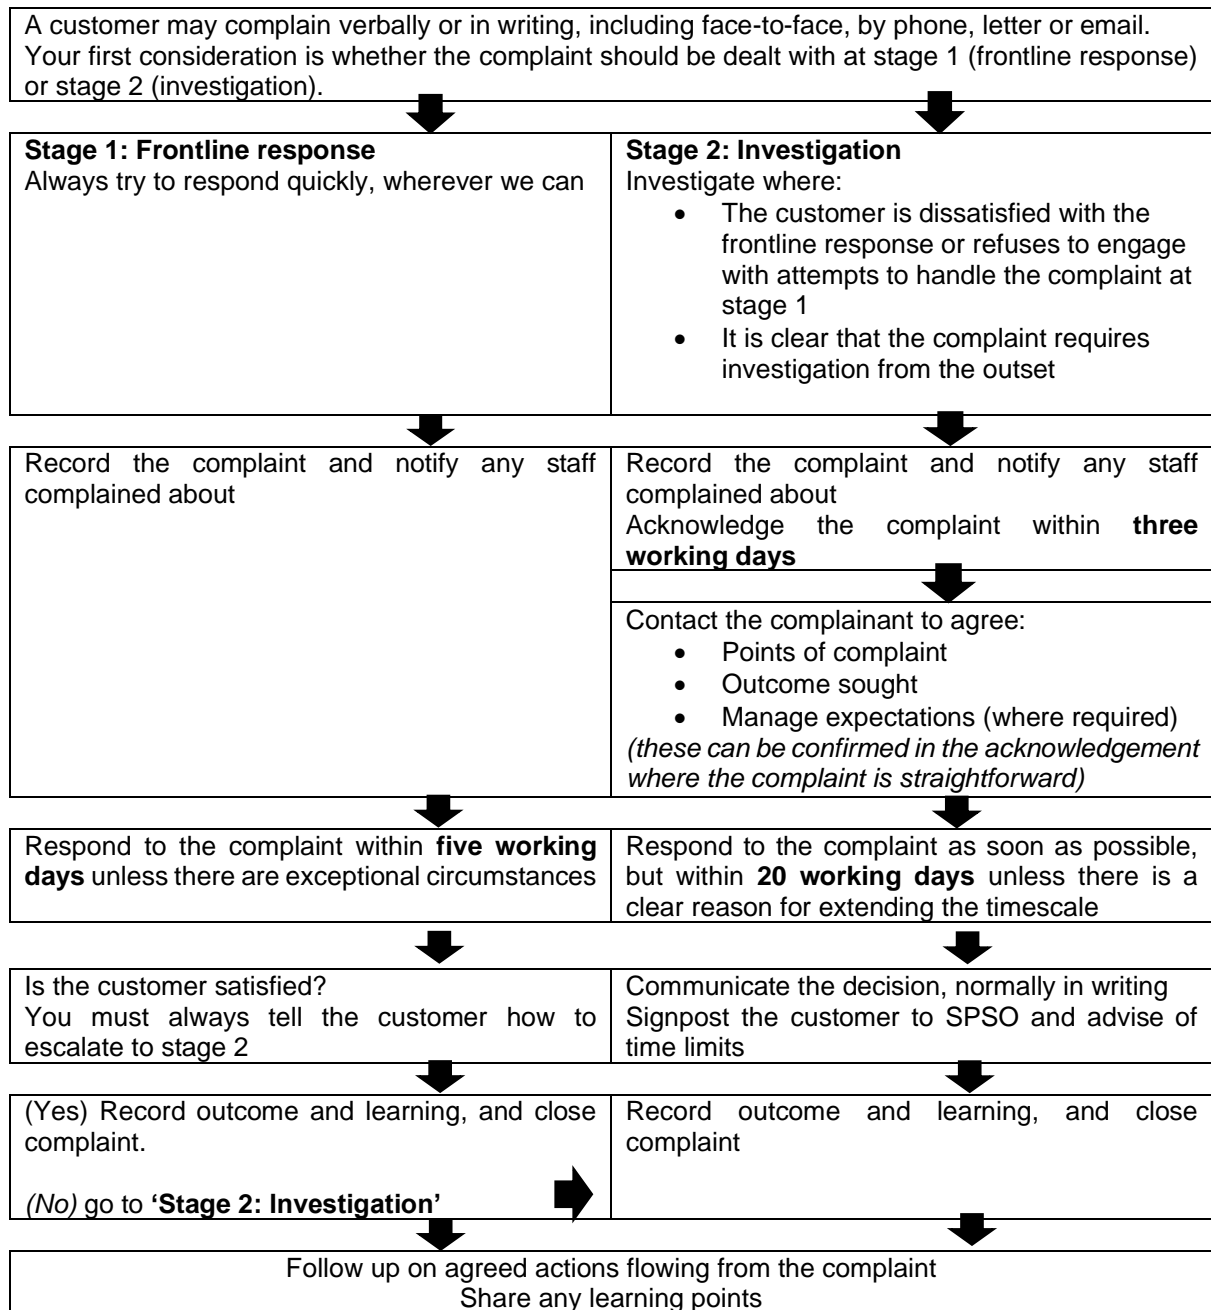 A customer may complain verbally or in writing, including face-to-face, by phone, letter or email.
Your first consideration is whether the complaint should be dealt with at stage 1 (frontline response)
or stage 2 (investigation).
Stage 1: Frontline response
Always try to respond quickly, wherever we can
Stage 2: Investigation
Investigate where:
• The customer is dissatisfied with the
frontline response or refuses to engage
with attempts to handle the complaint at
stage 1
• It is clear that the complaint requires
investigation from the outset
Record the complaint and notify any staff
complained about
Record the complaint and notify any staff
complained about
Acknowledge the complaint within three
working days
Contact the complainant to agree:
• Points of complaint
• Outcome sought
• Manage expectations (where required)
(these can be confirmed in the acknowledgement
where the complaint is straightforward)
Respond to the complaint within five working
days unless there are exceptional circumstances
Respond to the complaint as soon as possible,
but within 20 working days unless there is a
clear reason for extending the timescale
Is the customer satisfied?
You must always tell the customer how to
escalate to stage 2
Communicate the decision, normally in writing
Signpost the customer to SPSO and advise of
time limits
(Yes) Record outcome and learning, and close
complaint.
(No) go to ‘Stage 2: Investigation’
Record outcome and learning, and close
complaint
Follow up on agreed actions flowing from the complaint
Share any learning points